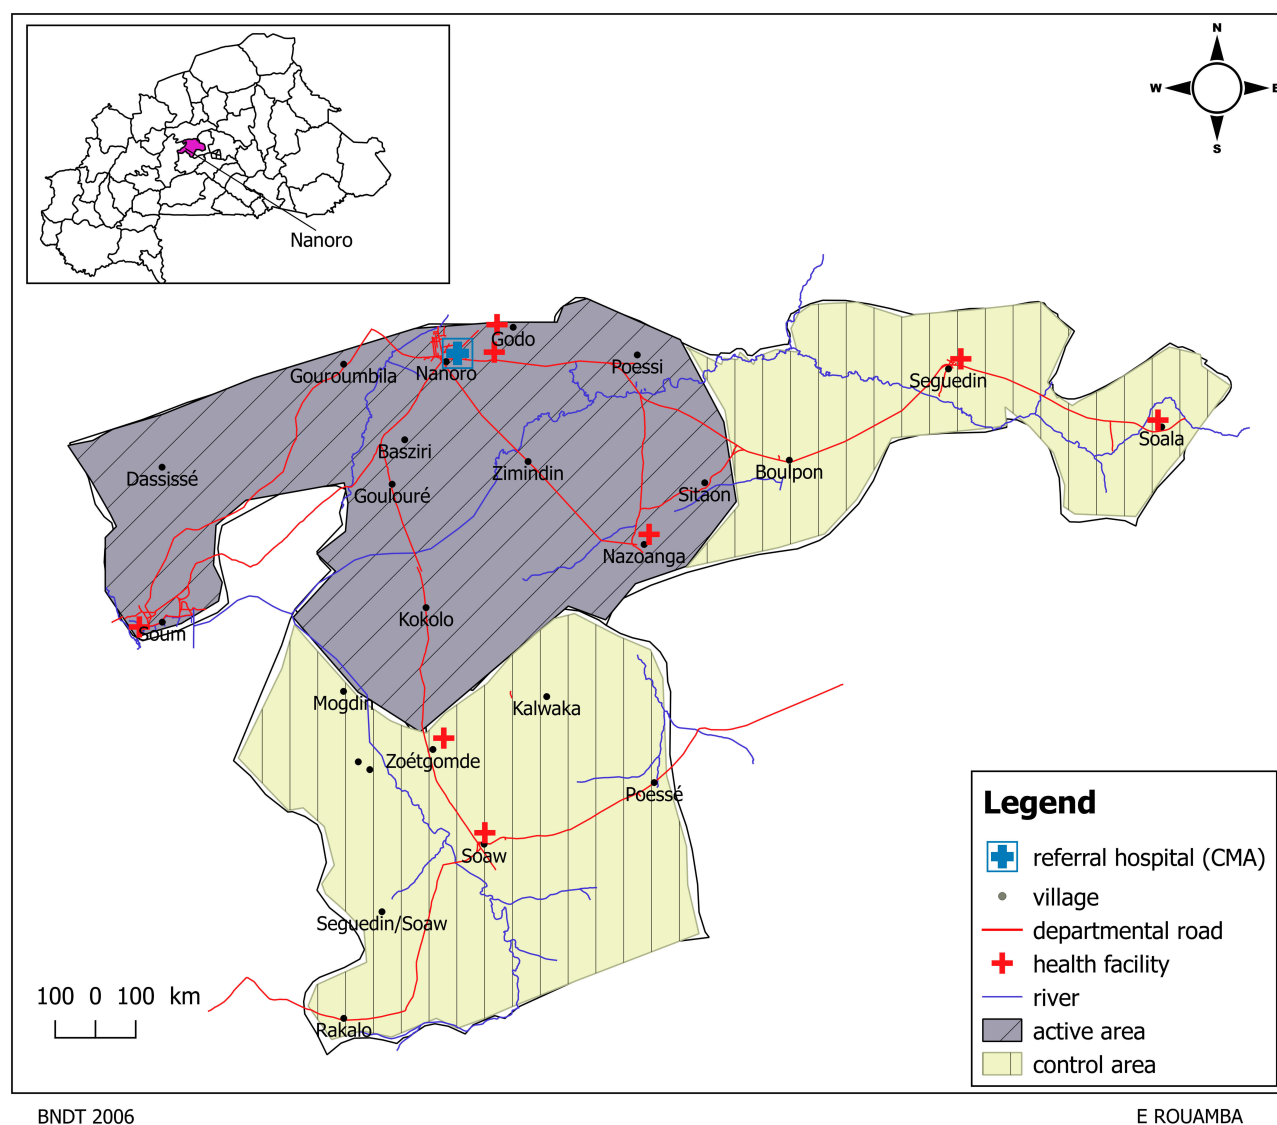 N
W
E
S
Nanoro
Godo
Nanoro
Poessi
Gouroumbila
Seguedin
Soala
Basziri
Dassissé
Zimindin
Boulpon
Goulouré
Sitaon
Nazoanga
Kokolo
Soum
Mogdin
Kalwaka
Zoétgomde
Poessé
Soaw
Seguedin/Soaw
Rakalo
100 0 100 km
Legend
referral hospital (CMA)
village
departmental road
health facility
river
active area
control area
BNDT 2006
E ROUAMBA